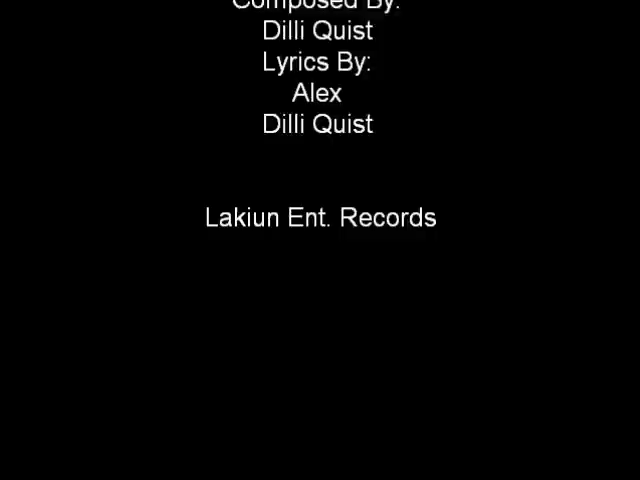 Composed By:
Dilli Quist
Lyrics By:
Alex
Dilli Quist
Lakiun Ent. Records